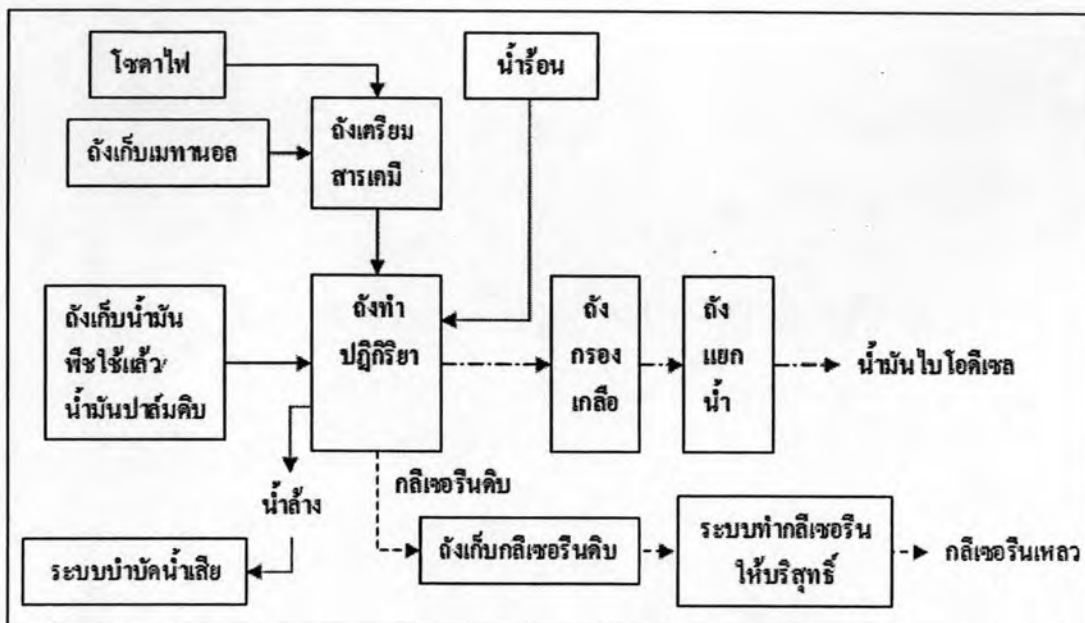 โซดาไฟ
น้ำร้อน
ถังเตรียม
สารเคมี
ถังเก็บเมทานอล
ถังเก็บน้ำมัน
พืชใช้แล้ว/
น้ำมันปาล์มดิบ
ถังทำ
ปฏิกิริยา
ถัง
กรอง
เกลือ
ถัง
แยก
น้ำ
น้ำมันไบโอดีเซล
กลีเซอรีนดิบ
น้ำล้าง
ระบบบำบัดน้ำเสีย
ถังเก็บกลีเซอรีนดิบ
ระบบทำกลีเซอรีน
ให้บริสุทธิ์
กลีเซอรีนเหลว